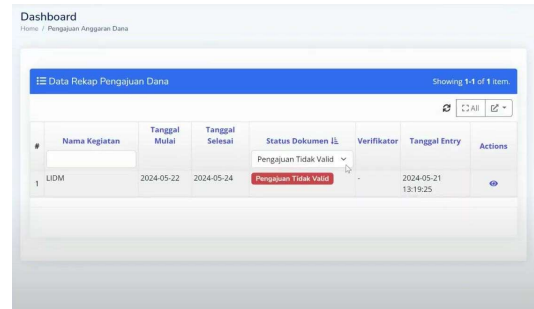 Dashboard
Home / Pengajuan Anggaran Dana
Data Rekap Pengajuan Dana
Showing 1-1 of 1 item.
All
# Nama Kegiatan Tanggal Mulai Tanggal Selesai Status Dokumen Verifikator Tanggal Entry Actions
Pengajuan Tidak Valid
1 LIDM 2024-05-22 2024-05-24 Pengajuan Tidak Valid - 2024-05-21
13:19:25